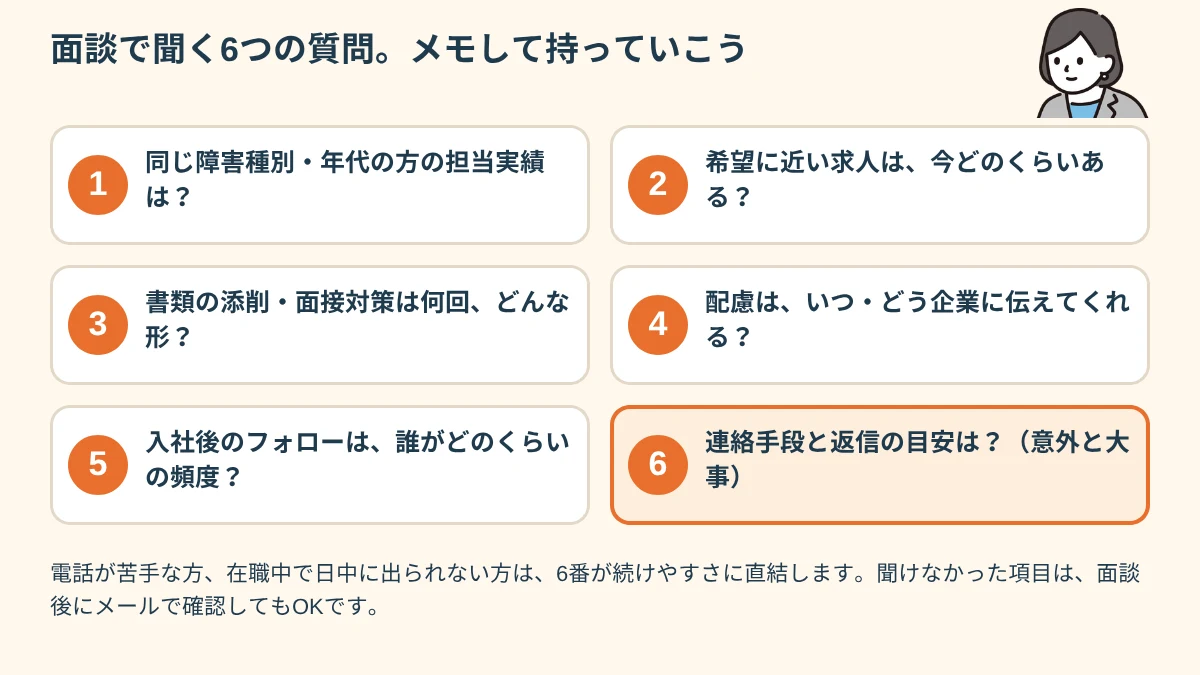 面談で聞く6つの質問。メモして持っていこう
1
同じ障害種別・年代の方の担当実績
は？
2
希望に近い求人は、今どのくらいあ
る？
3
書類の添削・面接対策は何回、どんな
形？
4
配慮は、いつ・どう企業に伝えてくれ
る？
5
入社後のフォローは、誰がどのくらい
の頻度？
6
連絡手段と返信の目安は？（意外と大
事）
電話が苦手な方、在職中で日中に出られない方は、6番が続けやすさに直結します。聞けなかった項目は、面談
後にメールで確認してもOKです。